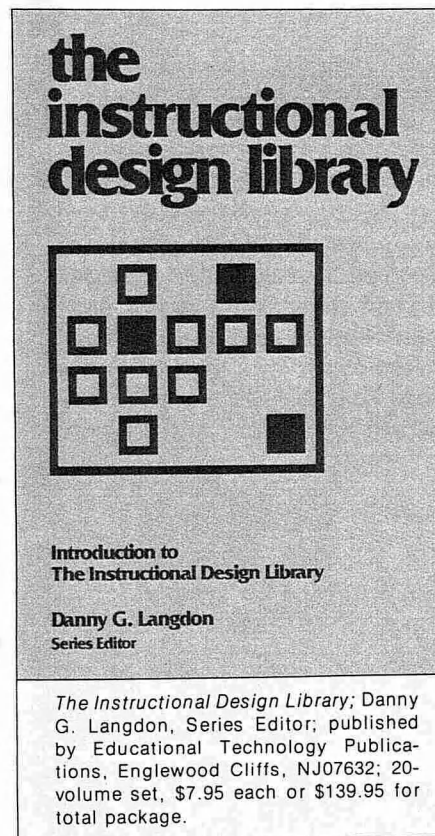 the
instructional
design library
Introduction to
The Instructional Design Library
Danny G. Langdon
Series Editor
The Instructional Design Library; Danny
G. Langdon, Series Editor; published
by Educational Technology Publica-
tions, Englewood Cliffs, NJ07632; 20-
volume set, $7.95 each or $139.95 for
total package.